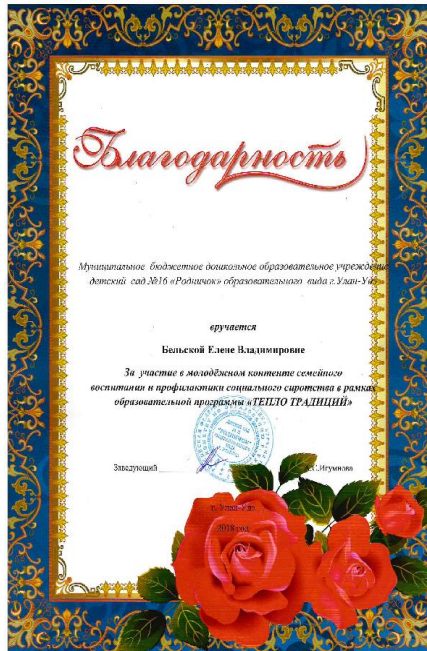 Благодарность
Муниципальное бюджетное дошкольное образовательное учреждение
детский сад №16 «Родничок» образовательного вида г.Улан-Удэ
вручается
Бельской Елене Владимировне
За участие в молодёжном контенте семейного
воспитания и профилактики социального сиротства в рамках
образовательной программы «ТЕПЛО ТРАДИЦИЙ»
Заведующий С.Игумнова
г. Улан-Удэ
2018 год